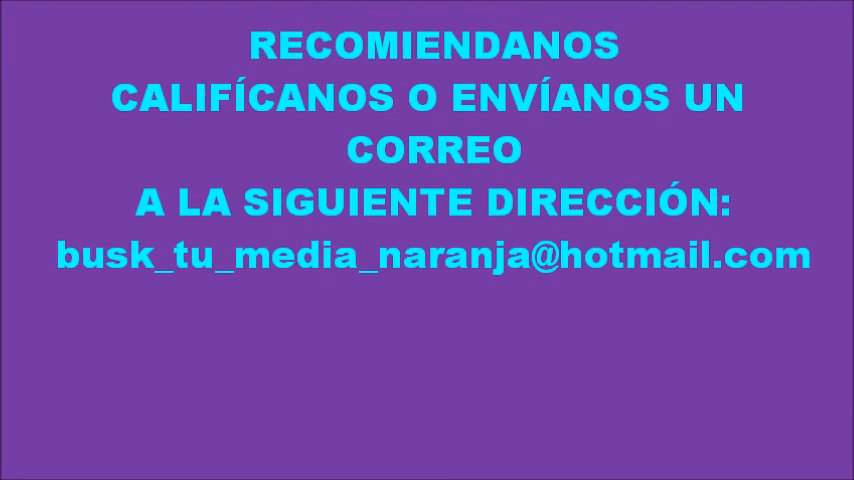 RECOMIENDANOS
CALIFÍCANOS O ENVÍANOS UN
CORREO
A LA SIGUIENTE DIRECCIÓN:
busk_tu_media_naranja@hotmail.com